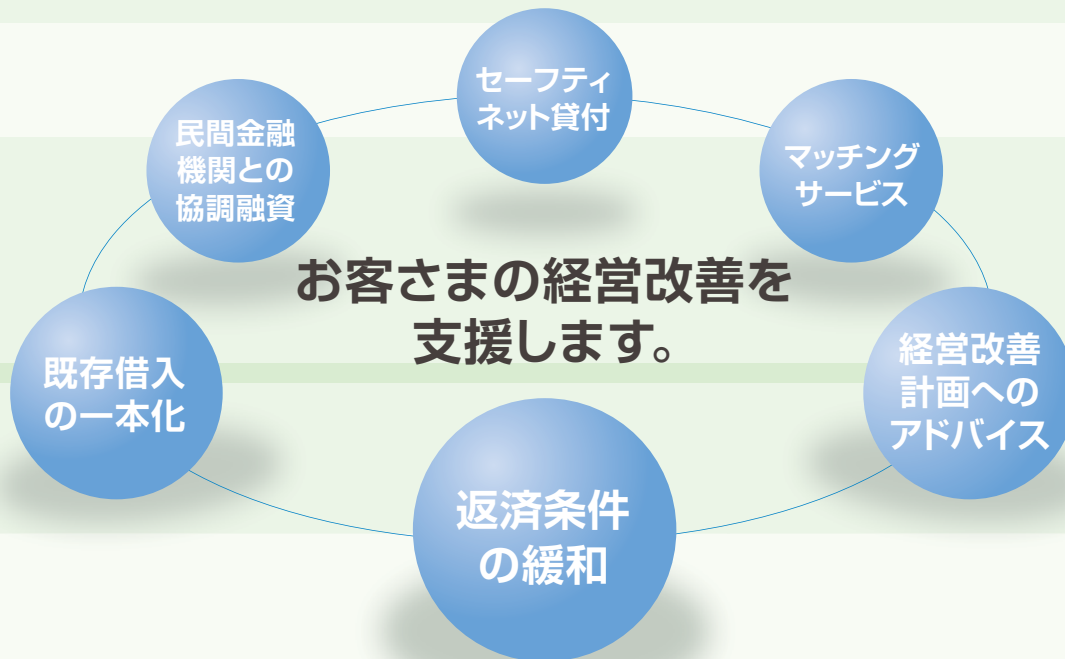 セーフティ
ネット貸付
民間金融
機関との
協調融資
マッチング
サービス
お客さまの経営改善を
支援します。
既存借入
の一本化
経営改善
計画への
アドバイス
返済条件
の緩和